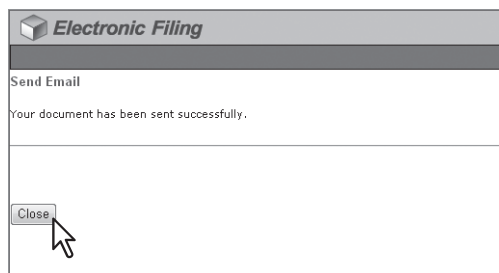 Electronic Filing
Send Email
Your document has been sent successfully.
Close